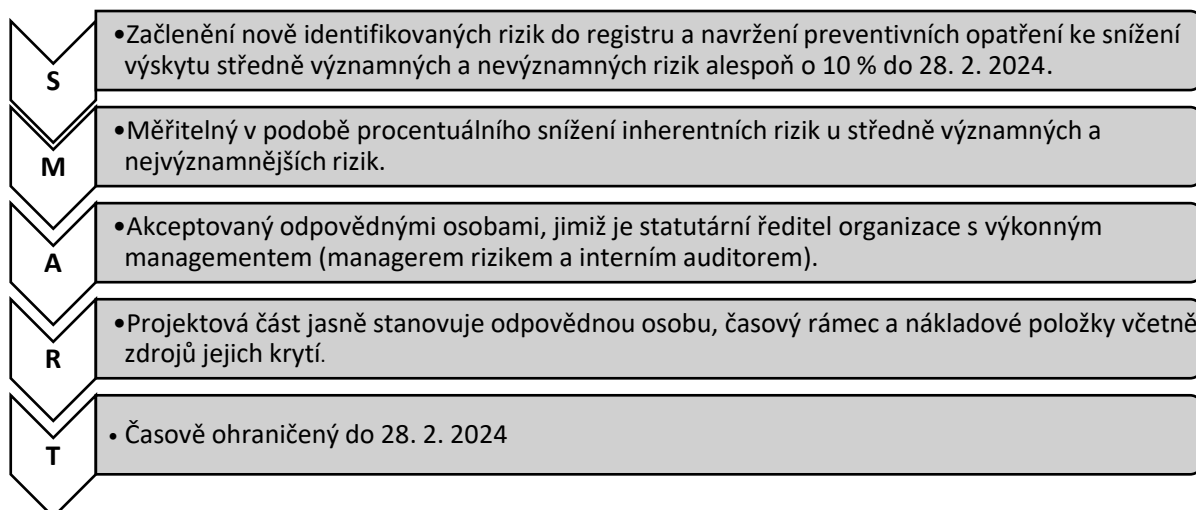 S
•Začlenění nově identifikovaných rizik do registru a navržení preventivních opatření ke snížení
výskytu středně významných a nevýznamných rizik alespoň o 10 % do 28. 2. 2024.
M
•Měřitelný v podobě procentuálního snížení inherentních rizik u středně významných a
nejvýznamnějších rizik.
A
•Akceptovaný odpovědnými osobami, jimiž je statutární ředitel organizace s výkonným
managementem (managerem rizikem a interním auditorem).
R
•Projektová část jasně stanovuje odpovědnou osobu, časový rámec a nákladové položky včetně
zdrojů jejich krytí.
T
• Časově ohraničený do 28. 2. 2024